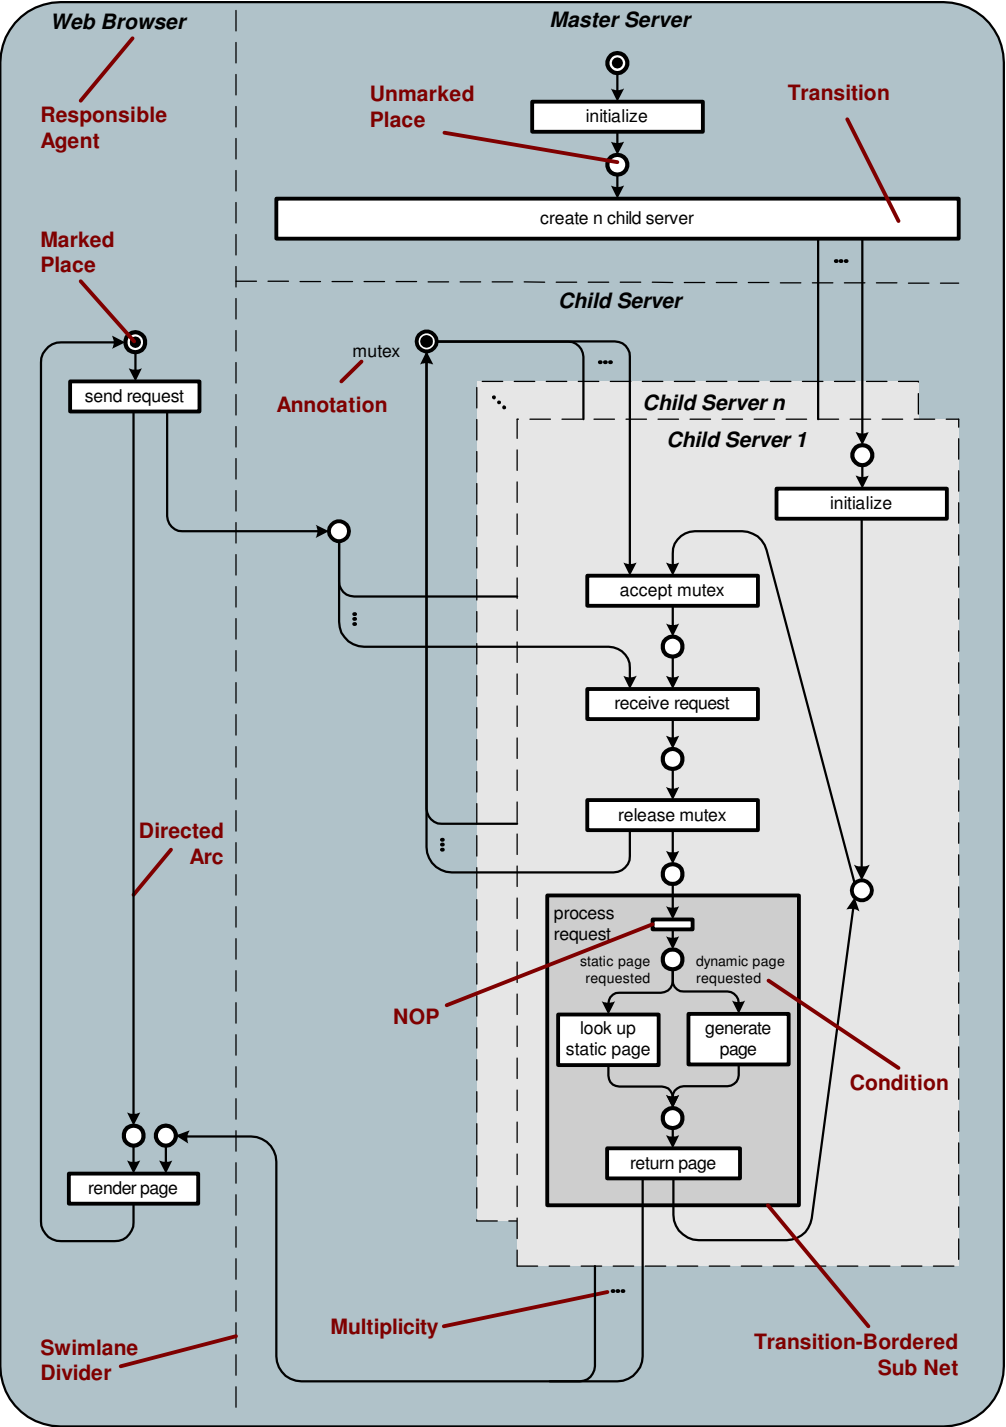 Web Browser
Master Server
Responsible
Agent
Unmarked
Place
Transition
initialize
create n child server
...
Marked
Place
Child Server
mutex
...
Annotation
send request
...
Child Server n
Child Server 1
initialize
accept mutex
...
receive request
release mutex
...
Directed
Arc
process
request
static page
requested
dynamic page
requested
NOP
look up
static page
generate
page
Condition
return page
render page
...
Multiplicity
Swimlane
Divider
Transition-Bordered
Sub Net